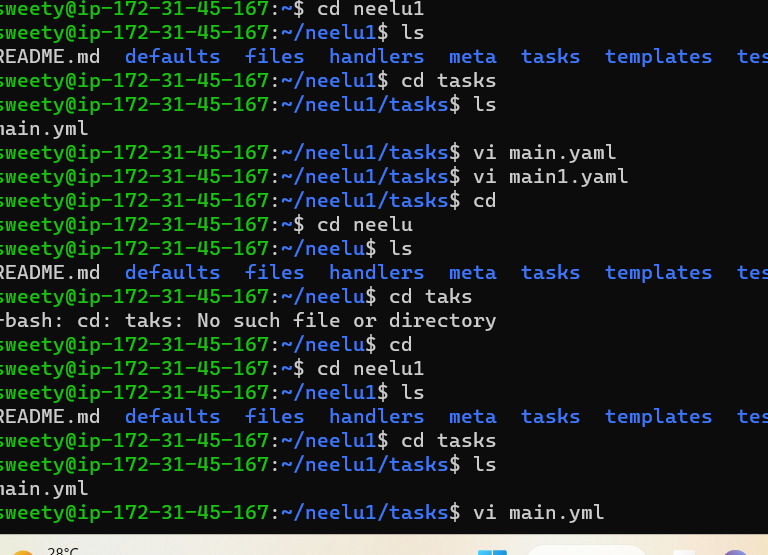 sweety@ip-172-31-45-167:~$ cd neelu1
sweety@ip-172-31-45-167:~/neelu1$ ls
README.md defaults files handlers meta tasks templates tes
sweety@ip-172-31-45-167:~/neelu1$ cd tasks
sweety@ip-172-31-45-167:~/neelu1/tasks$ ls
main.yml
sweety@ip-172-31-45-167:~/neelu1/tasks$ vi main.yaml
sweety@ip-172-31-45-167:~/neelu1/tasks$ vi main1.yaml
sweety@ip-172-31-45-167:~/neelu1/tasks$ cd
sweety@ip-172-31-45-167:~$ cd neelu
sweety@ip-172-31-45-167:~/neelu$ ls
README.md defaults files handlers meta tasks templates tes
sweety@ip-172-31-45-167:~/neelu$ cd taks
-bash: cd: taks: No such file or directory
sweety@ip-172-31-45-167:~/neelu$ cd
sweety@ip-172-31-45-167:~$ cd neelu1
sweety@ip-172-31-45-167:~/neelu1$ ls
README.md defaults files handlers meta tasks templates tes
sweety@ip-172-31-45-167:~/neelu1$ cd tasks
sweety@ip-172-31-45-167:~/neelu1/tasks$ ls
main.yml
sweety@ip-172-31-45-167:~/neelu1/tasks$ vi main.yml
28°C